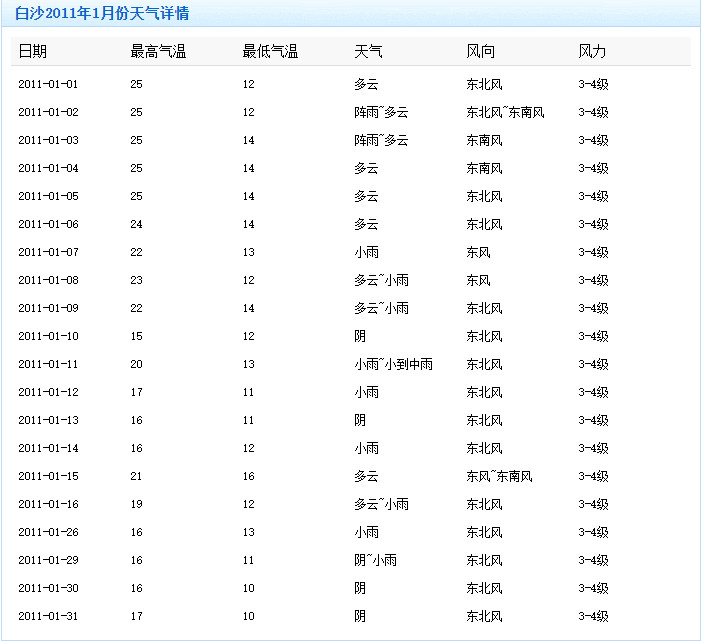 白沙2011年1月份天气详情
日期 最高气温 最低气温 天气 风向 风力
2011-01-01 25 12 多云 东北风 3-4级
2011-01-02 25 12 阵雨~多云 东北风~东南风 3-4级
2011-01-03 25 14 阵雨~多云 东南风 3-4级
2011-01-04 25 14 多云 东南风 3-4级
2011-01-05 25 14 多云 东北风 3-4级
2011-01-06 24 14 多云 东北风 3-4级
2011-01-07 22 13 小雨 东风 3-4级
2011-01-08 23 12 多云~小雨 东风 3-4级
2011-01-09 22 14 多云~小雨 东北风 3-4级
2011-01-10 15 12 阴 东北风 3-4级
2011-01-11 20 13 小雨~小到中雨 东北风 3-4级
2011-01-12 17 11 小雨 东北风 3-4级
2011-01-13 16 11 阴 东北风 3-4级
2011-01-14 16 12 小雨 东北风 3-4级
2011-01-15 21 16 多云 东风~东南风 3-4级
2011-01-16 19 12 多云~小雨 东北风 3-4级
2011-01-26 16 13 小雨 东北风 3-4级
2011-01-29 16 11 阴~小雨 东北风 3-4级
2011-01-30 16 10 阴 东北风 3-4级
2011-01-31 17 10 阴 东北风 3-4级